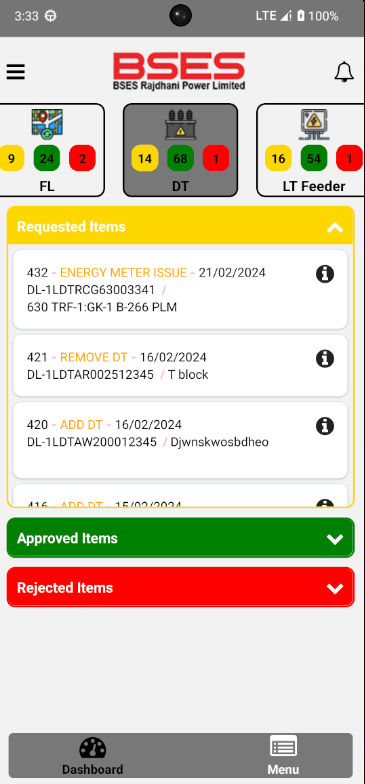 3:33 LTE 100%
BSES
BSES Rajdhani Power Limited
9 24 2
FL
14 68 1
DT
16 54 1
LT Feeder
Requested Items
432 - ENERGY METER ISSUE - 21/02/2024
DL-1LDTRCG63003341 /
630 TRF-1:GK-1 B-266 PLM
421 - REMOVE DT - 16/02/2024
DL-1LDTAR002512345 / T block
420 - ADD DT - 16/02/2024
DL-1LDTAW200012345 / Djwnskwosbdheo
416 - ADD DT - 15/02/2024
Approved Items
Rejected Items
Dashboard
Menu